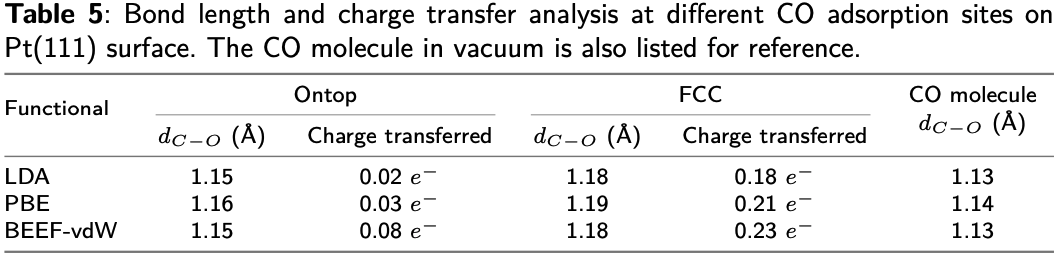 Table 5: Bond length and charge transfer analysis at different CO adsorption sites on
Pt(111) surface. The CO molecule in vacuum is also listed for reference.
Functional Ontop FCC CO molecule
d_{C−O} (Å) Charge transferred d_{C−O} (Å) Charge transferred d_{C−O} (Å)
LDA 1.15 0.02 e⁻ 1.18 0.18 e⁻ 1.13
PBE 1.16 0.03 e⁻ 1.19 0.21 e⁻ 1.14
BEEF-vdW 1.15 0.08 e⁻ 1.18 0.23 e⁻ 1.13